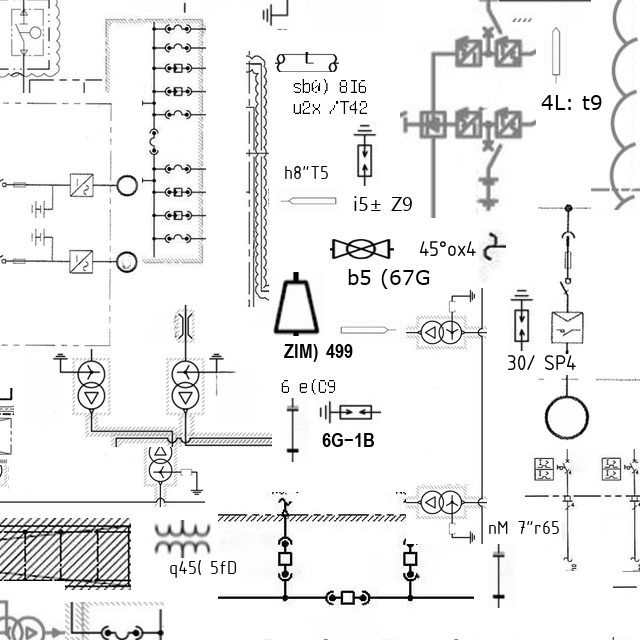 sb@) 8I6
u2x /T42
4L: t9
h8"T5
i5± Z9
45°ox4
b5 (67G
ZIM) 499
30/ SP4
6 e(C9
6G-1B
nM 7"r65
q45( 5fD